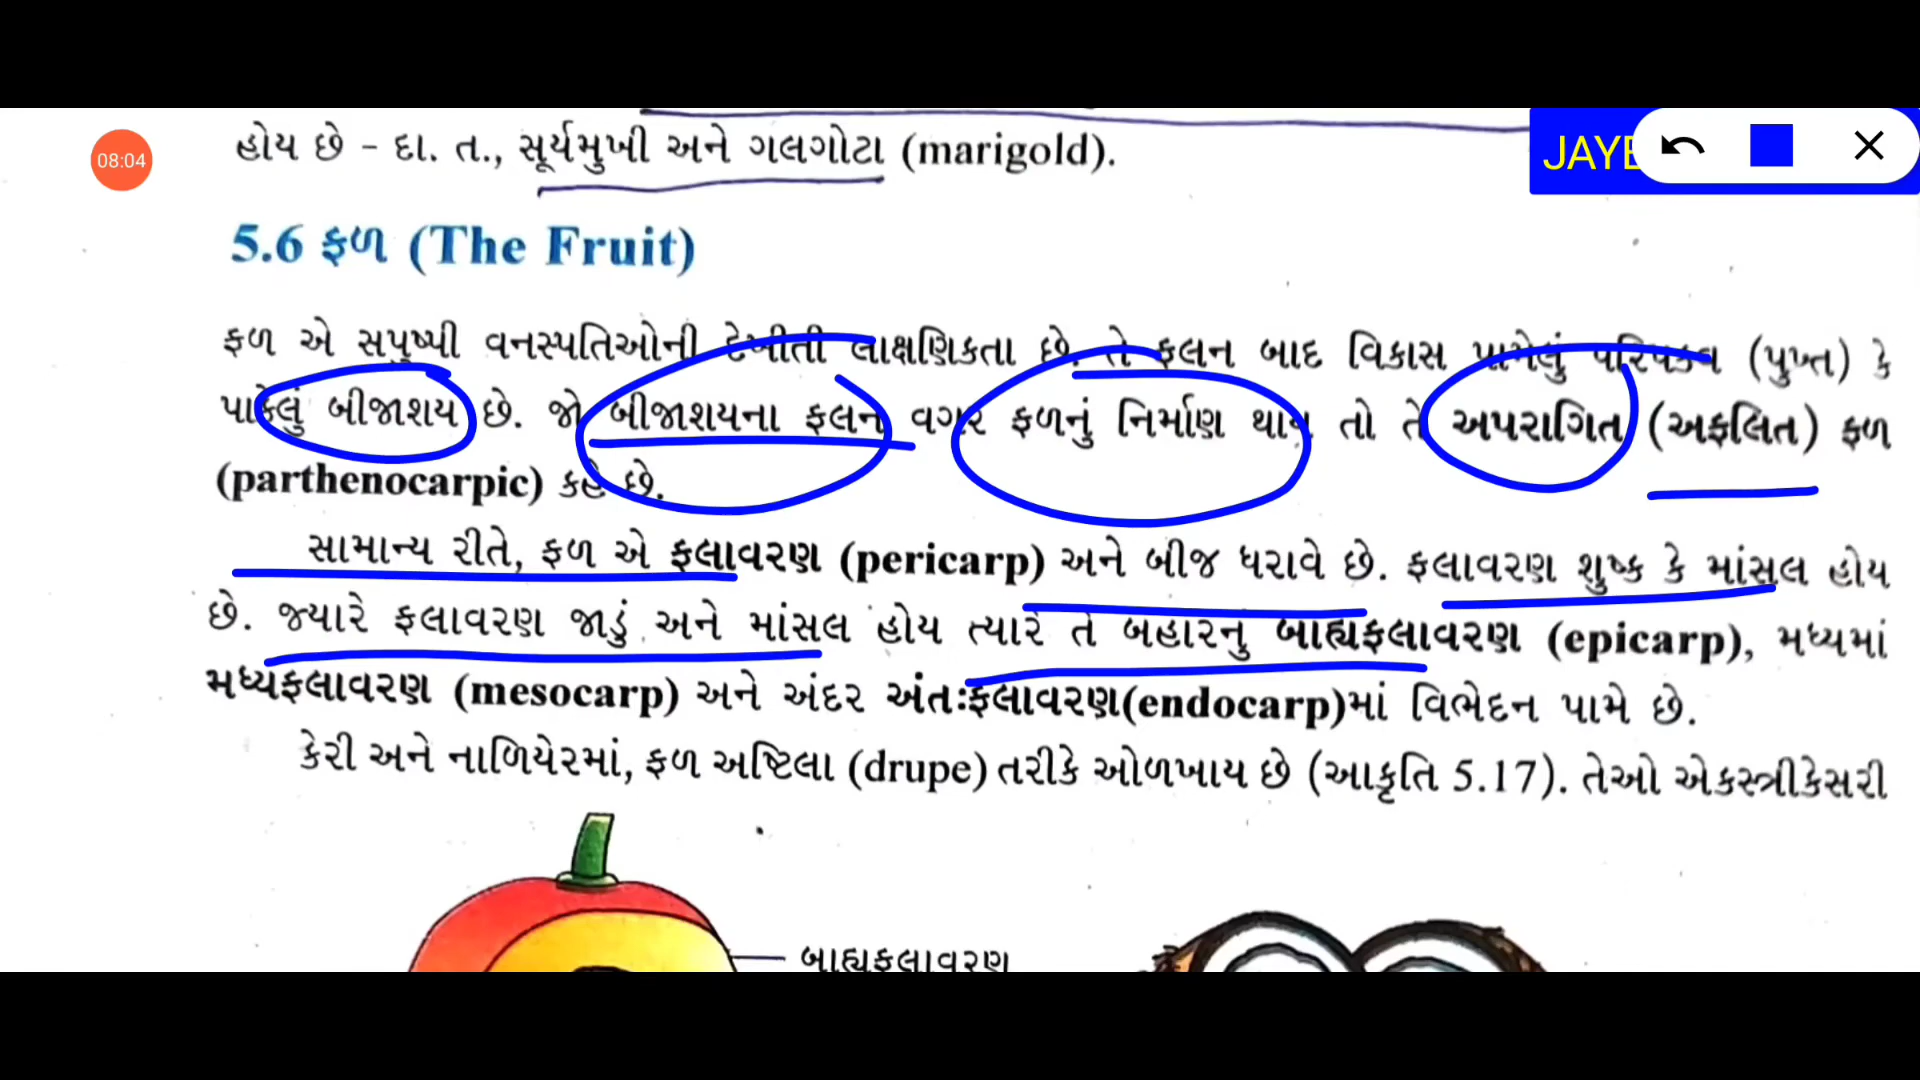 08:04
હોય છે - દા. ત., સૂર્યમુખી અને ગલગોટા (marigold).
JAYE
5.6 ફળ (The Fruit)
ફળ એ સપુષ્પી વનસ્પતિઓની દેખીતી લાક્ષણિકતા છે. તે ફલન બાદ વિકાસ પામેલું પરિપક્વ (પુખ્ત) કે
પાકેલું બીજાશય છે. જો બીજાશયના ફલન વગર ફળનું નિર્માણ થાય તો તે અપરાગિત (અફલિત) ફળ
(parthenocarpic) કહે છે.
સામાન્ય રીતે, ફળ એ ફલાવરણ (pericarp) અને બીજ ધરાવે છે. ફલાવરણ શુષ્ક કે માંસલ હોય
છે. જ્યારે ફલાવરણ જાડું અને માંસલ હોય ત્યારે તે બહારનુ બાહ્યફલાવરણ (epicarp), મધ્યમાં
મધ્યફલાવરણ (mesocarp) અને અંદર અંતઃફલાવરણ(endocarp)માં વિભેદન પામે છે.
કેરી અને નાળિયેરમાં, ફળ અષ્ટિલા (drupe) તરીકે ઓળખાય છે (આકૃતિ 5.17). તેઓ એકસ્ત્રીકેસરી
બાહ્યફલાવરણ